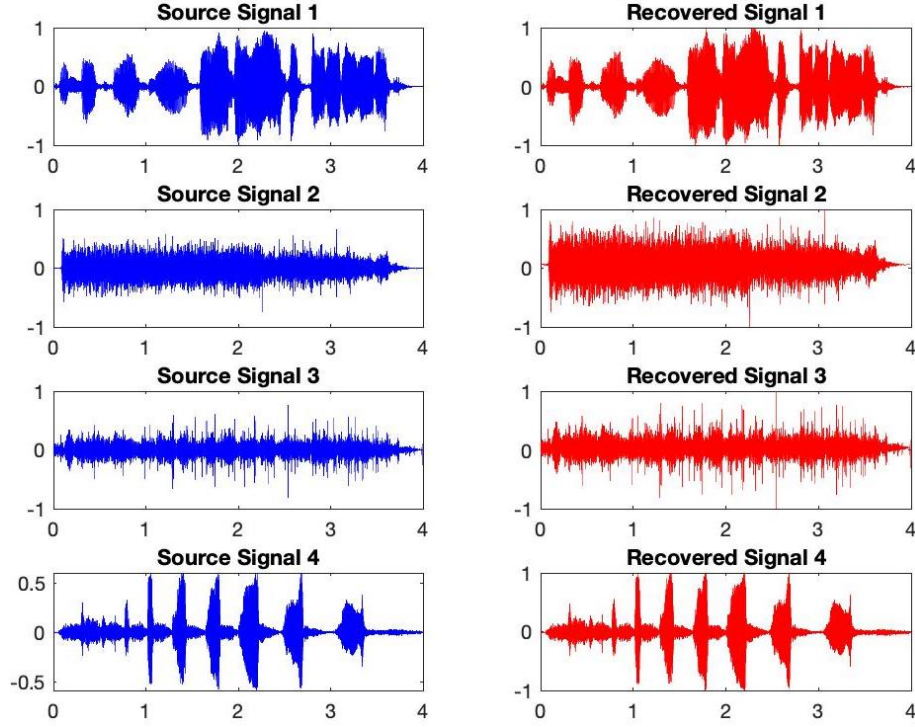 Source Signal 1
1
0
-1
0 1 2 3 4
Recovered Signal 1
1
0
-1
0 1 2 3 4
Source Signal 2
1
0
-1
0 1 2 3 4
Recovered Signal 2
1
0
-1
0 1 2 3 4
Source Signal 3
1
0
-1
0 1 2 3 4
Recovered Signal 3
1
0
-1
0 1 2 3 4
Source Signal 4
0.5
0
-0.5
0 1 2 3 4
Recovered Signal 4
1
0
-1
0 1 2 3 4